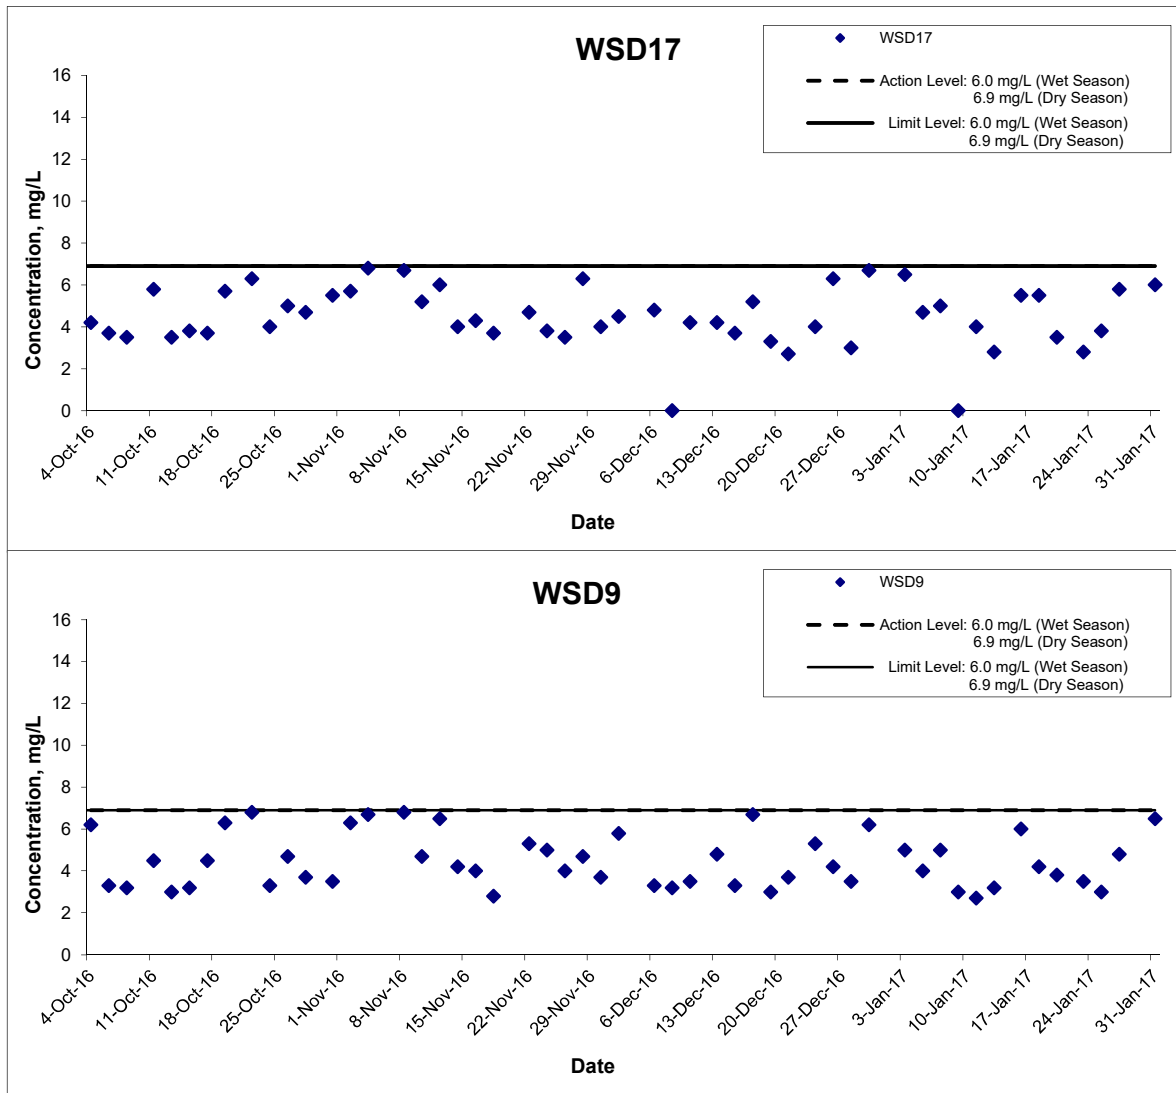 WSD17
WSD17
Action Level: 6.0 mg/L (Wet Season)
6.9 mg/L (Dry Season)
Limit Level: 6.0 mg/L (Wet Season)
6.9 mg/L (Dry Season)
Concentration, mg/L
16
14
12
10
8
6
4
2
0
4-Oct-16
11-Oct-16
18-Oct-16
25-Oct-16
1-Nov-16
8-Nov-16
15-Nov-16
22-Nov-16
29-Nov-16
6-Dec-16
13-Dec-16
20-Dec-16
27-Dec-16
3-Jan-17
10-Jan-17
17-Jan-17
24-Jan-17
31-Jan-17
Date
WSD9
WSD9
Action Level: 6.0 mg/L (Wet Season)
6.9 mg/L (Dry Season)
Limit Level: 6.0 mg/L (Wet Season)
6.9 mg/L (Dry Season)
Concentration, mg/L
16
14
12
10
8
6
4
2
0
4-Oct-16
11-Oct-16
18-Oct-16
25-Oct-16
1-Nov-16
8-Nov-16
15-Nov-16
22-Nov-16
29-Nov-16
6-Dec-16
13-Dec-16
20-Dec-16
27-Dec-16
3-Jan-17
10-Jan-17
17-Jan-17
24-Jan-17
31-Jan-17
Date